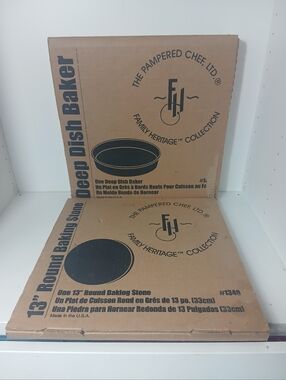 Deep Dish Baker
THE PAMPERED CHEF, LTD.®
FH
FAMILY HERITAGE™ COLLECTION
One Deep Dish Baker
Un Plat en Grès à Bords Hauts Pour Cuisson au Fo
Un Molde Hondo de Hornear
13" Round Baking Stone
THE PAMPERED CHEF, LTD.®
FH
FAMILY HERITAGE™ COLLECTION
One 13" Round Baking Stone #1340
Un Plat de Cuisson Rond en Grès de 13 po. (33cm)
Una Piedra para Hornear Redonda de 13 Pulgadas (33cm)
Made in the U.S.A.